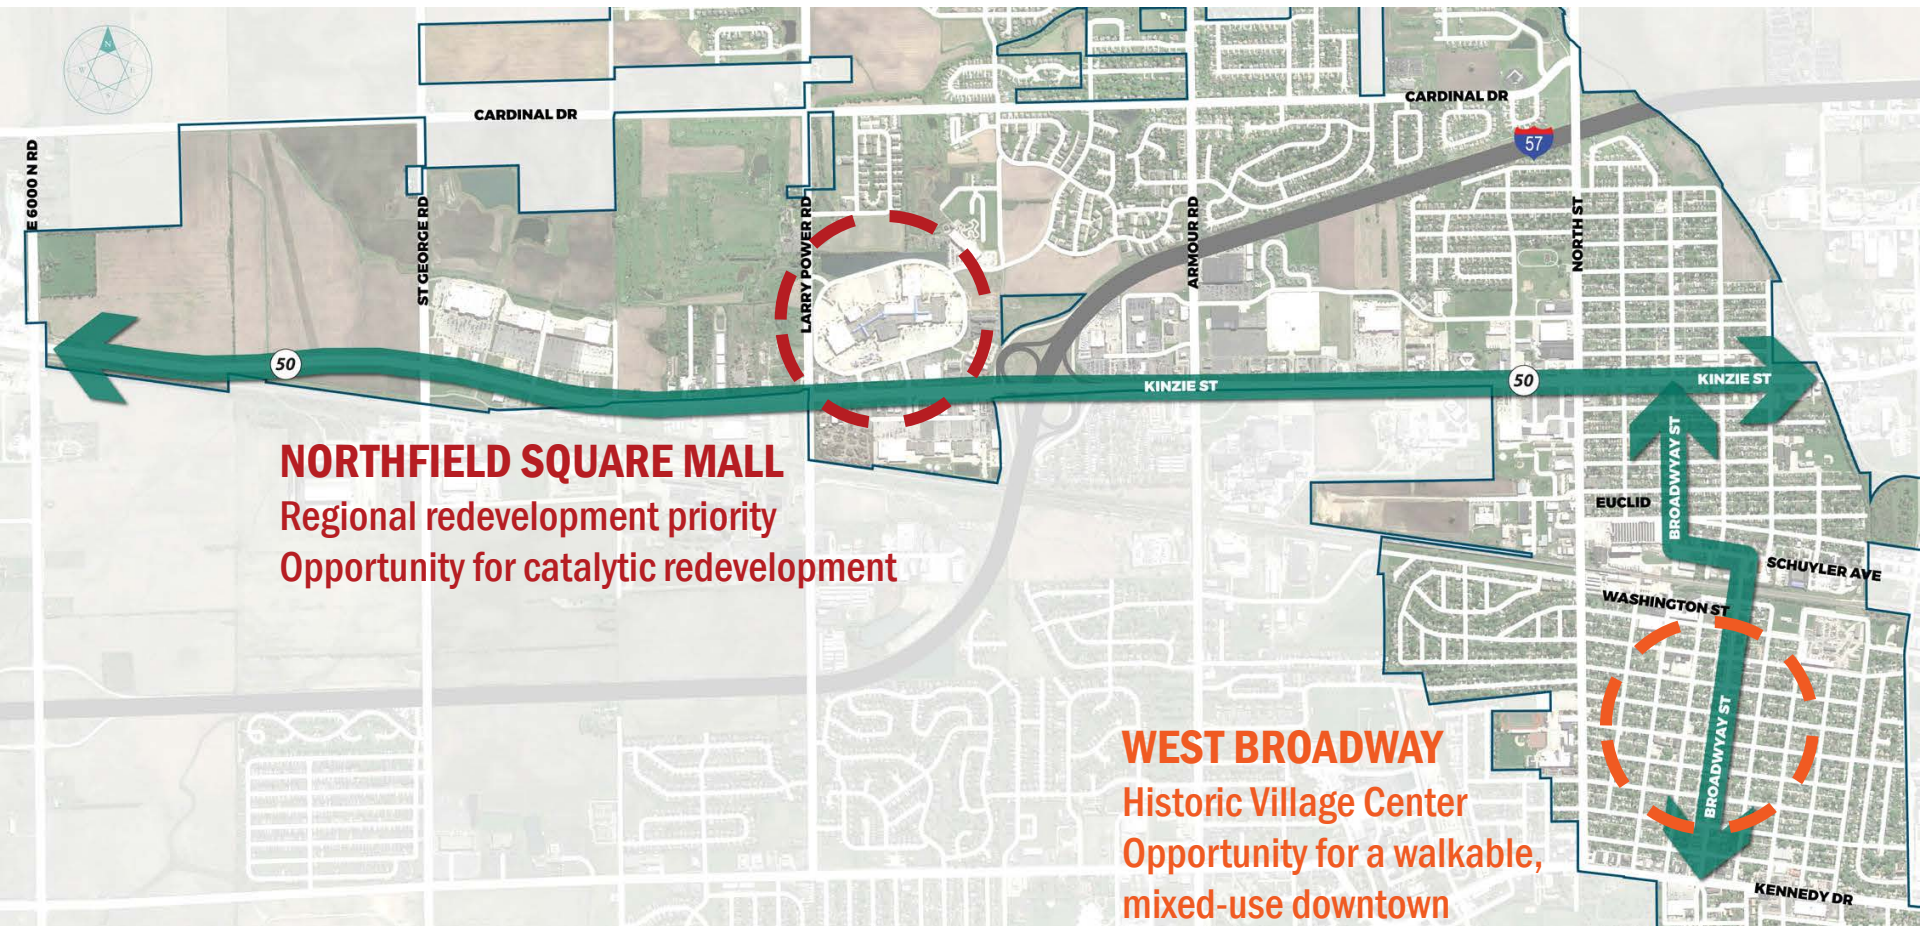 N
CARDINAL DR
CARDINAL DR
57
E 6000 N RD
ST GEORGE RD
LARRY POWER RD
ARMOUR RD
NORTH ST
50
KINZIE ST
50
KINZIE ST
NORTHFIELD SQUARE MALL
Regional redevelopment priority
Opportunity for catalytic redevelopment
BROADWYAY ST
EUCLID
SCHUYLER AVE
WASHINGTON ST
BROADWYAY ST
WEST BROADWAY
Historic Village Center
Opportunity for a walkable,
mixed-use downtown
KENNEDY DR